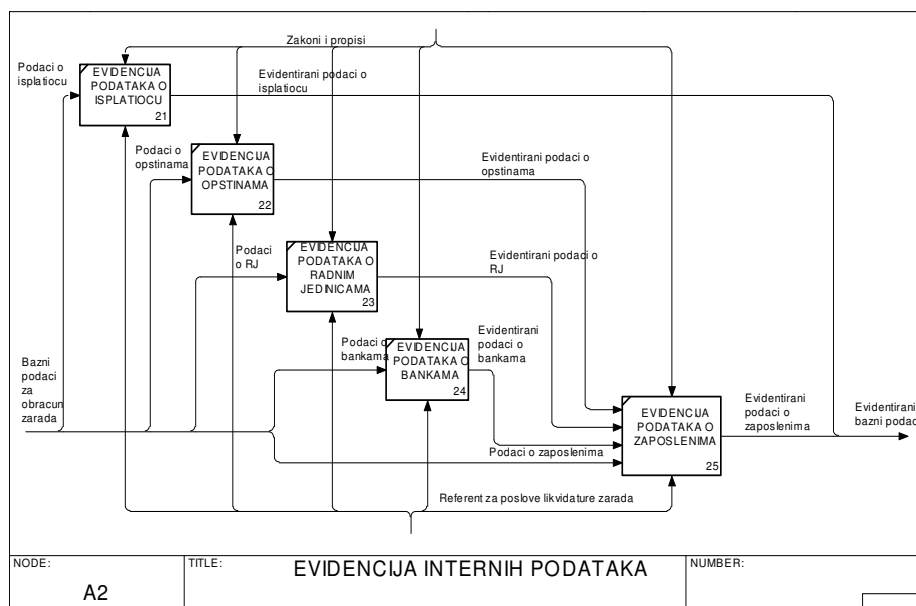 Zakoni i propisi
Podaci o
isplatiocu
EVIDENCIJA
PODATAKA O
ISPLATIOCU
21
Evidentirani podaci o
isplatiocu
Podaci o
opstinama
EVIDENCIJA
PODATAKA O
OPSTINAMA
22
Evidentirani podaci o
opstinama
Podaci
o RJ
EVIDENCIJA
PODATAKA O
RADNIM
JEDINICAMA
23
Evidentirani podaci o
RJ
Podaci o
bankama
EVIDENCIJA
PODATAKA O
BANKAMA
24
Evidentirani
podaci o
bankama
Bazni
podaci
za
obracun
zarada
Podaci o zaposlenima
EVIDENCIJA
PODATAKA O
ZAPOSLENIMA
25
Evidentirani
podaci o
zaposlenima
Evidentirani
bazni podac
Referent za poslove likvidature zarada
NODE:
A2
TITLE:
EVIDENCIJA INTERNIH PODATAKA
NUMBER: